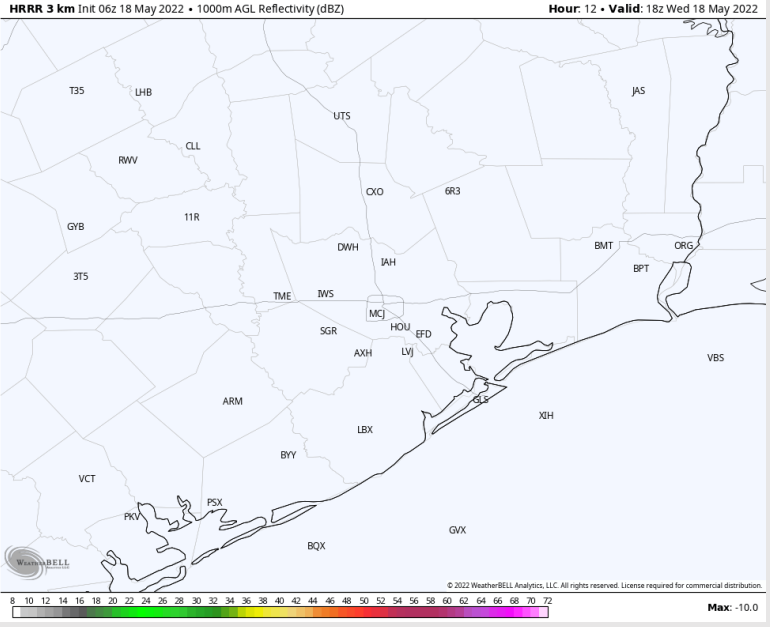 HRRR 3 km Init 06z 18 May 2022 • 1000m AGL Reflectivity (dBZ) Hour: 12 • Valid: 18z Wed 18 May 2022
T35 LHB JAS
UTS
CLL
RWV
CXO 6R3
11R
GYB
DWH BMT ORG
IAH BPT
3T5
TME IWS
MCJ
SGR HOU EFD
AXH LVJ VBS
ARM GLS
XIH
LBX
BYY
VCT
PSX
PKV
GVX
BQX
WEATHERBELL
© 2022 WeatherBELL Analytics, LLC. All rights reserved. License required for commercial distribution.
8 10 12 14 16 18 20 22 24 26 28 30 32 34 36 38 40 42 44 46 48 50 52 54 56 58 60 62 64 66 68 70 72
Max: -10.0